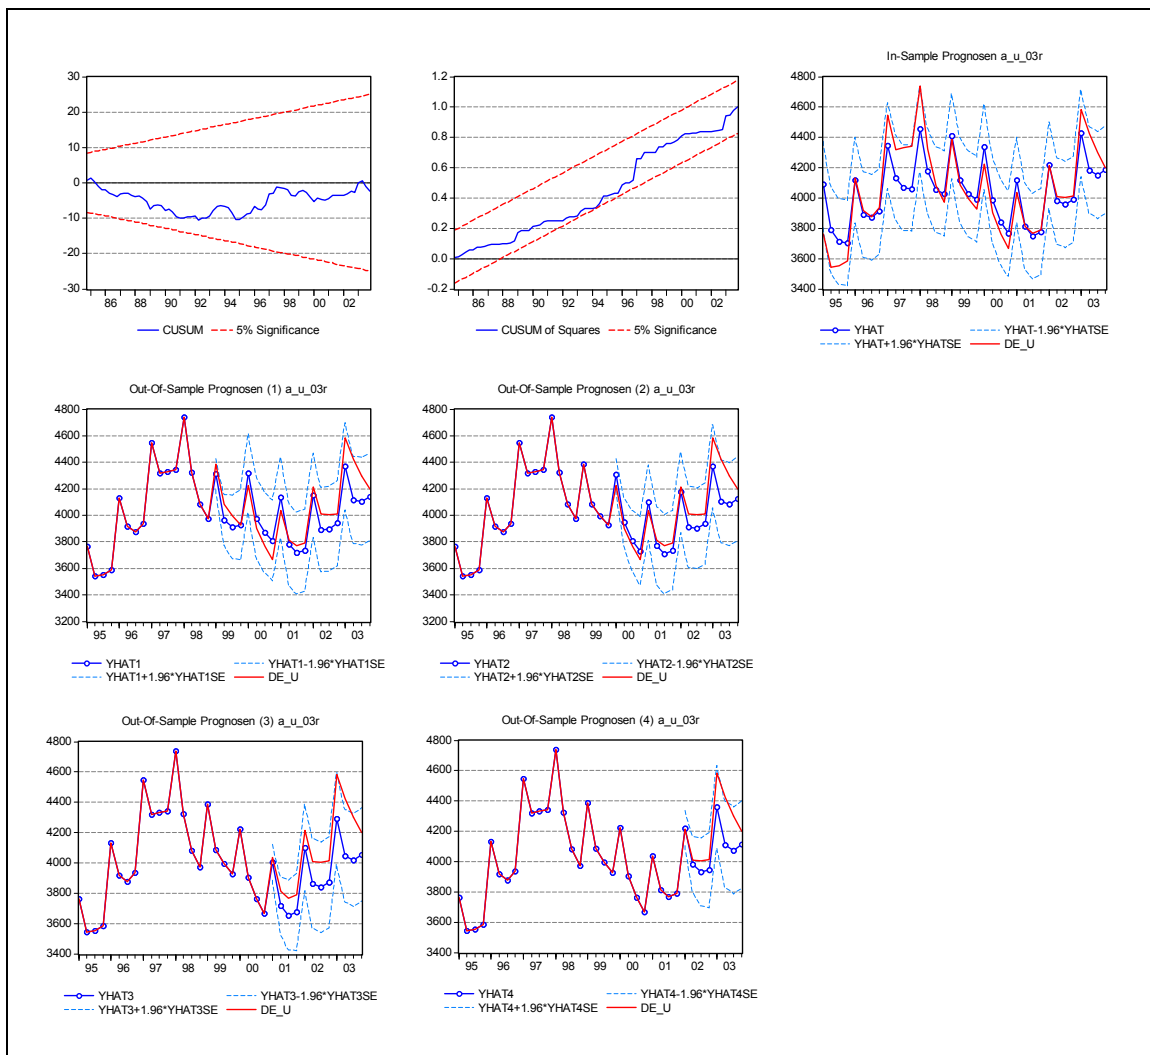 In-Sample Prognosen a_u_03r
30
20
10
0
-10
-20
-30
86 88 90 92 94 96 98 00 02
CUSUM 5% Significance
1.2
1.0
0.8
0.6
0.4
0.2
0.0
-0.2
86 88 90 92 94 96 98 00 02
CUSUM of Squares 5% Significance
4800
4600
4400
4200
4000
3800
3600
3400
95 96 97 98 99 00 01 02 03
YHAT YHAT-1.96*YHATSE
YHAT+1.96*YHATSE DE_U
Out-Of-Sample Prognosen (1) a_u_03r
4800
4600
4400
4200
4000
3800
3600
3400
3200
95 96 97 98 99 00 01 02 03
YHAT1 YHAT1-1.96*YHAT1SE
YHAT1+1.96*YHAT1SE DE_U
Out-Of-Sample Prognosen (2) a_u_03r
4800
4600
4400
4200
4000
3800
3600
3400
3200
95 96 97 98 99 00 01 02 03
YHAT2 YHAT2-1.96*YHAT2SE
YHAT2+1.96*YHAT2SE DE_U
Out-Of-Sample Prognosen (3) a_u_03r
4800
4600
4400
4200
4000
3800
3600
3400
95 96 97 98 99 00 01 02 03
YHAT3 YHAT3-1.96*YHAT3SE
YHAT3+1.96*YHAT3SE DE_U
Out-Of-Sample Prognosen (4) a_u_03r
4800
4600
4400
4200
4000
3800
3600
3400
95 96 97 98 99 00 01 02 03
YHAT4 YHAT4-1.96*YHAT4SE
YHAT4+1.96*YHAT4SE DE_U